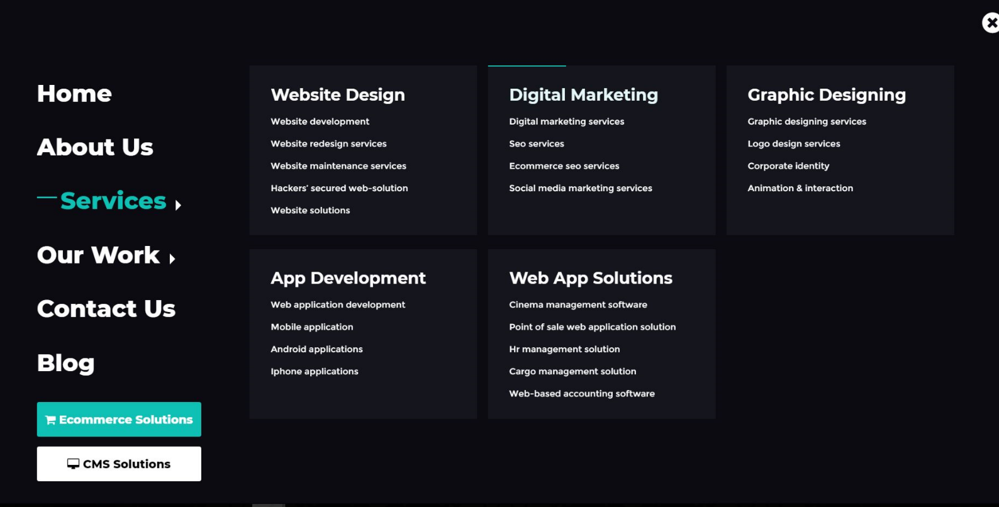 Home
About Us
Services
Our Work
Contact Us
Blog
Ecommerce Solutions
CMS Solutions
Website Design
Website development
Website redesign services
Website maintenance services
Hackers' secured web-solution
Website solutions
Digital Marketing
Digital marketing services
Seo services
Ecommerce seo services
Social media marketing services
Graphic Designing
Graphic designing services
Logo design services
Corporate identity
Animation & interaction
App Development
Web application development
Mobile application
Android applications
Iphone applications
Web App Solutions
Cinema management software
Point of sale web application solution
Hr management solution
Cargo management solution
Web-based accounting software